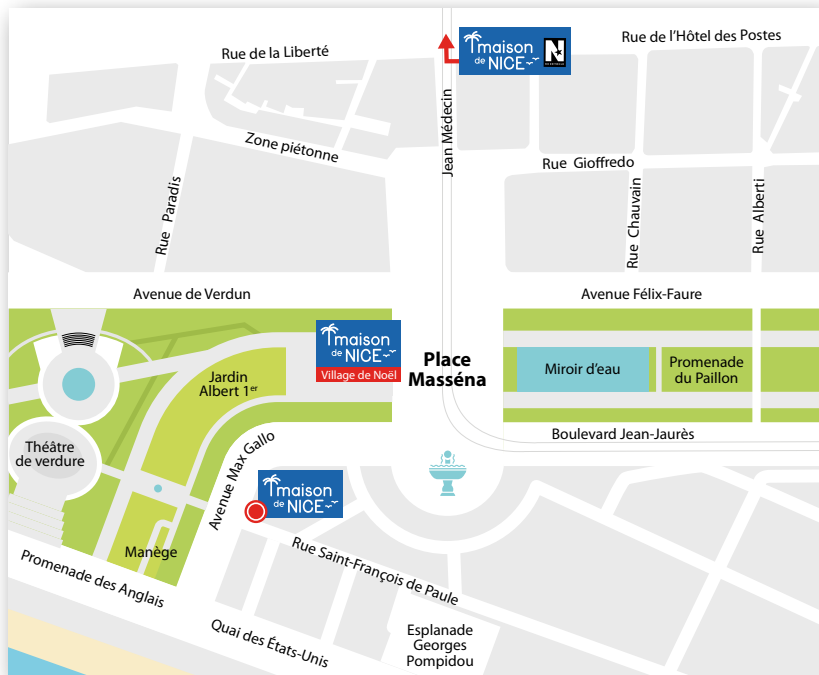 Rue de la Liberté
Rue de l'Hôtel des Postes
maison
de NICE
N
Jean Médecin
Zone piétonne
Rue Gioffredo
Rue Paradis
Rue Chauvain
Rue Alberti
Avenue de Verdun
Avenue Félix-Faure
maison
de NICE
Village de Noël
Place
Masséna
Miroir d'eau
Promenade
du Paillon
Jardin
Albert 1er
Boulevard Jean-Jaurès
Théâtre
de verdure
Avenue Max Gallo
maison
de NICE
Manège
Rue Saint-François de Paule
Promenade des Anglais
Quai des États-Unis
Esplanade
Georges
Pompidou